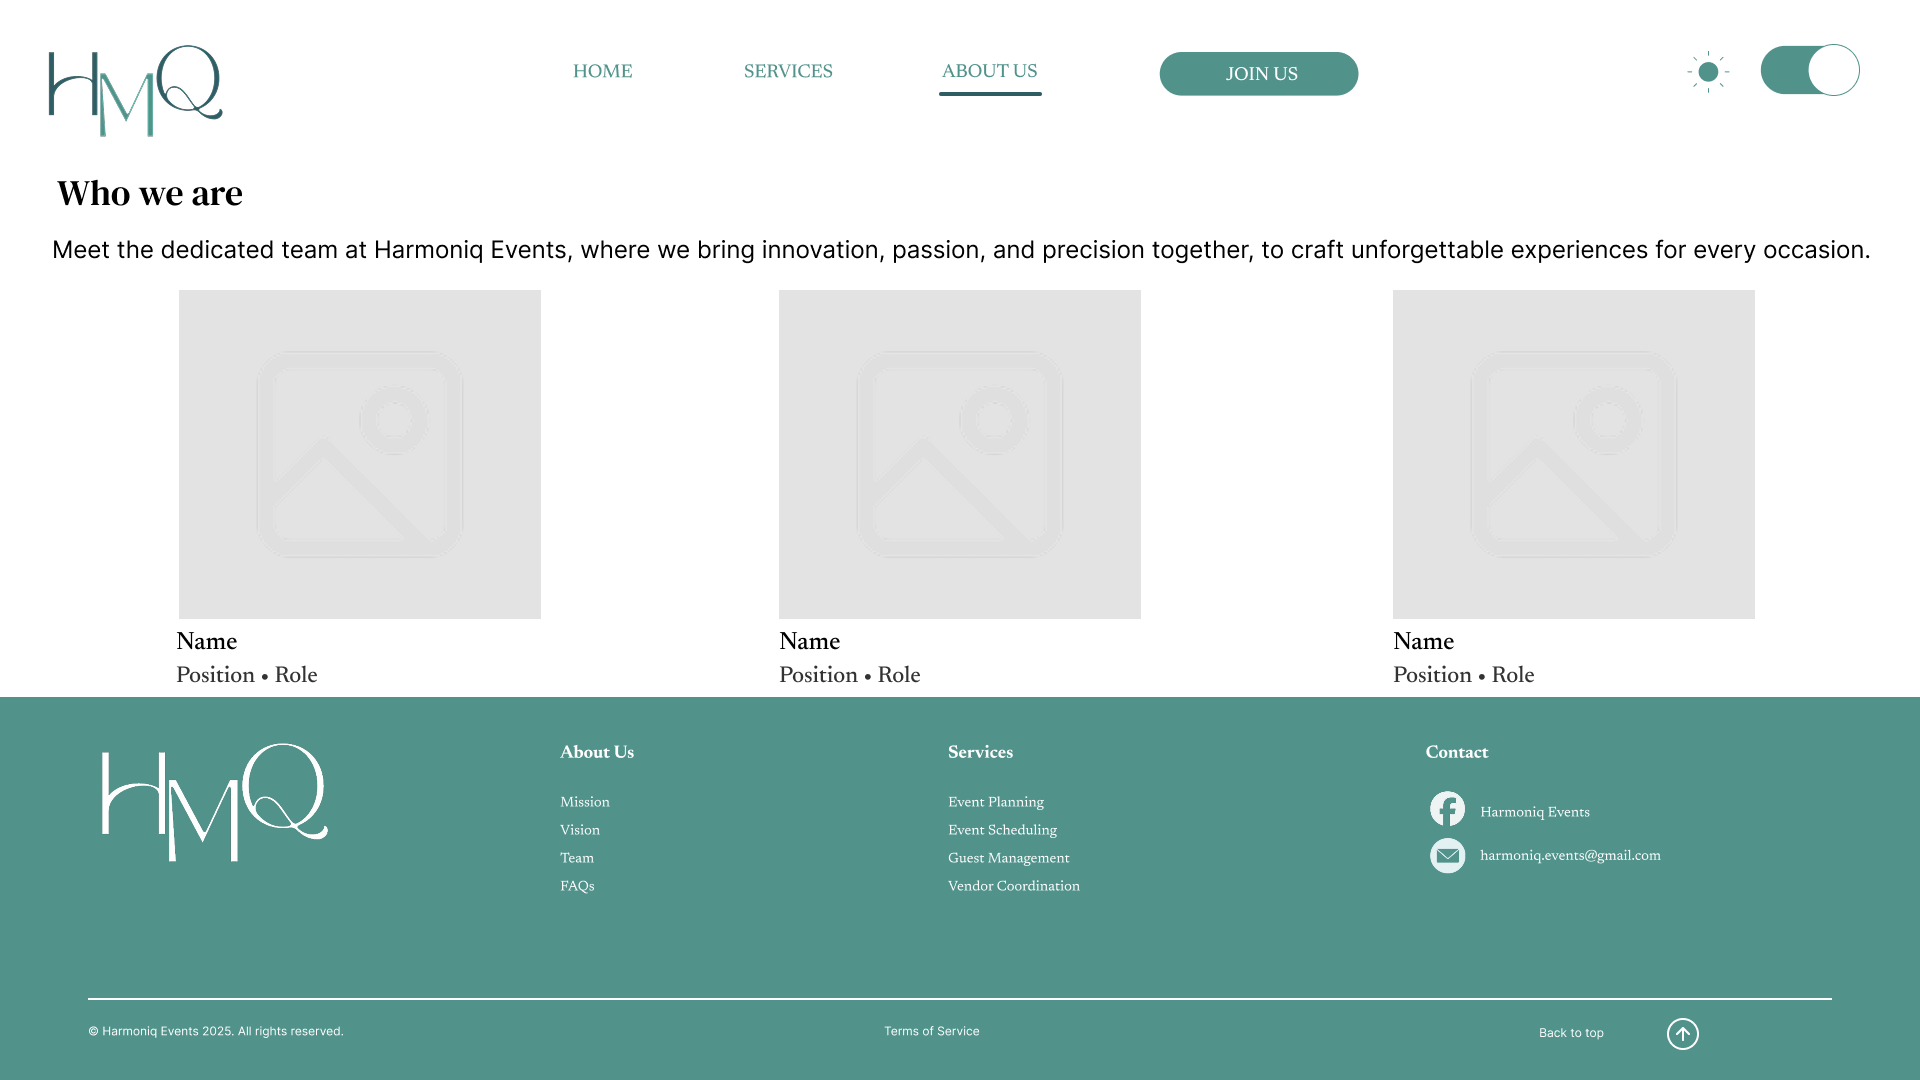 HMQ
HOME
SERVICES
ABOUT US
JOIN US
Who we are
Meet the dedicated team at Harmoniq Events, where we bring innovation, passion, and precision together, to craft unforgettable experiences for every occasion.
Name
Position • Role
Name
Position • Role
Name
Position • Role
HMQ
About Us
Mission
Vision
Team
FAQs
Services
Event Planning
Event Scheduling
Guest Management
Vendor Coordination
Contact
Harmoniq Events
harmoniq.events@gmail.com
© Harmoniq Events 2025. All rights reserved.
Terms of Service
Back to top